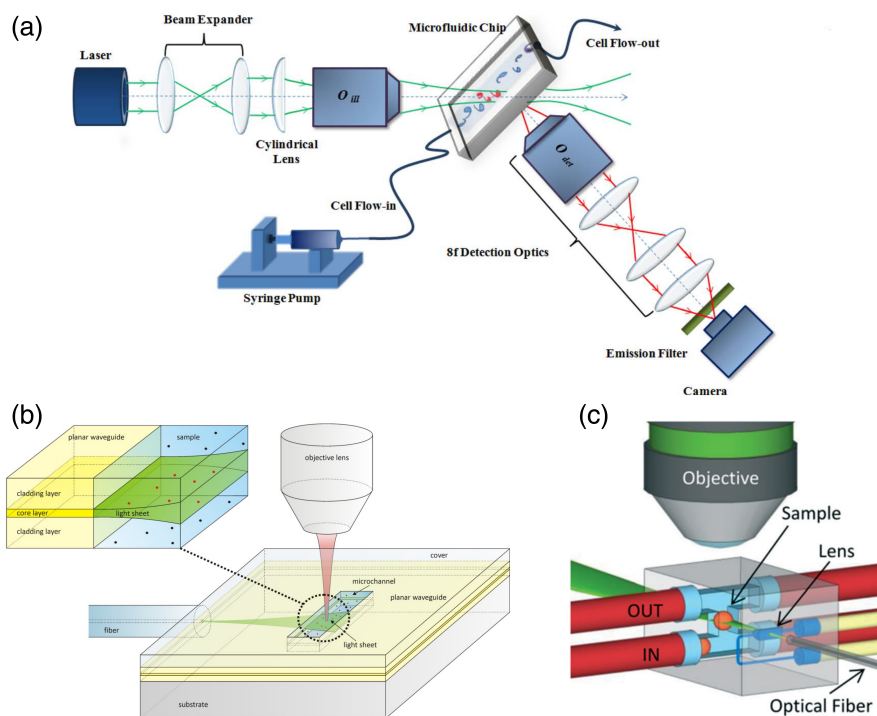 (a)
Beam Expander
Laser
O ill
Cylindrical
Lens
Microfluidic Chip
Cell Flow-out
O det
Cell Flow-in
8f Detection Optics
Syringe Pump
Emission Filter
Camera
(b)
planar waveguide
sample
cladding layer
core layer
light sheet
cladding layer
objective lens
cover
microchannel
planar waveguide
fiber
light sheet
substrate
(c)
Objective
Sample
Lens
OUT
IN
Optical Fiber